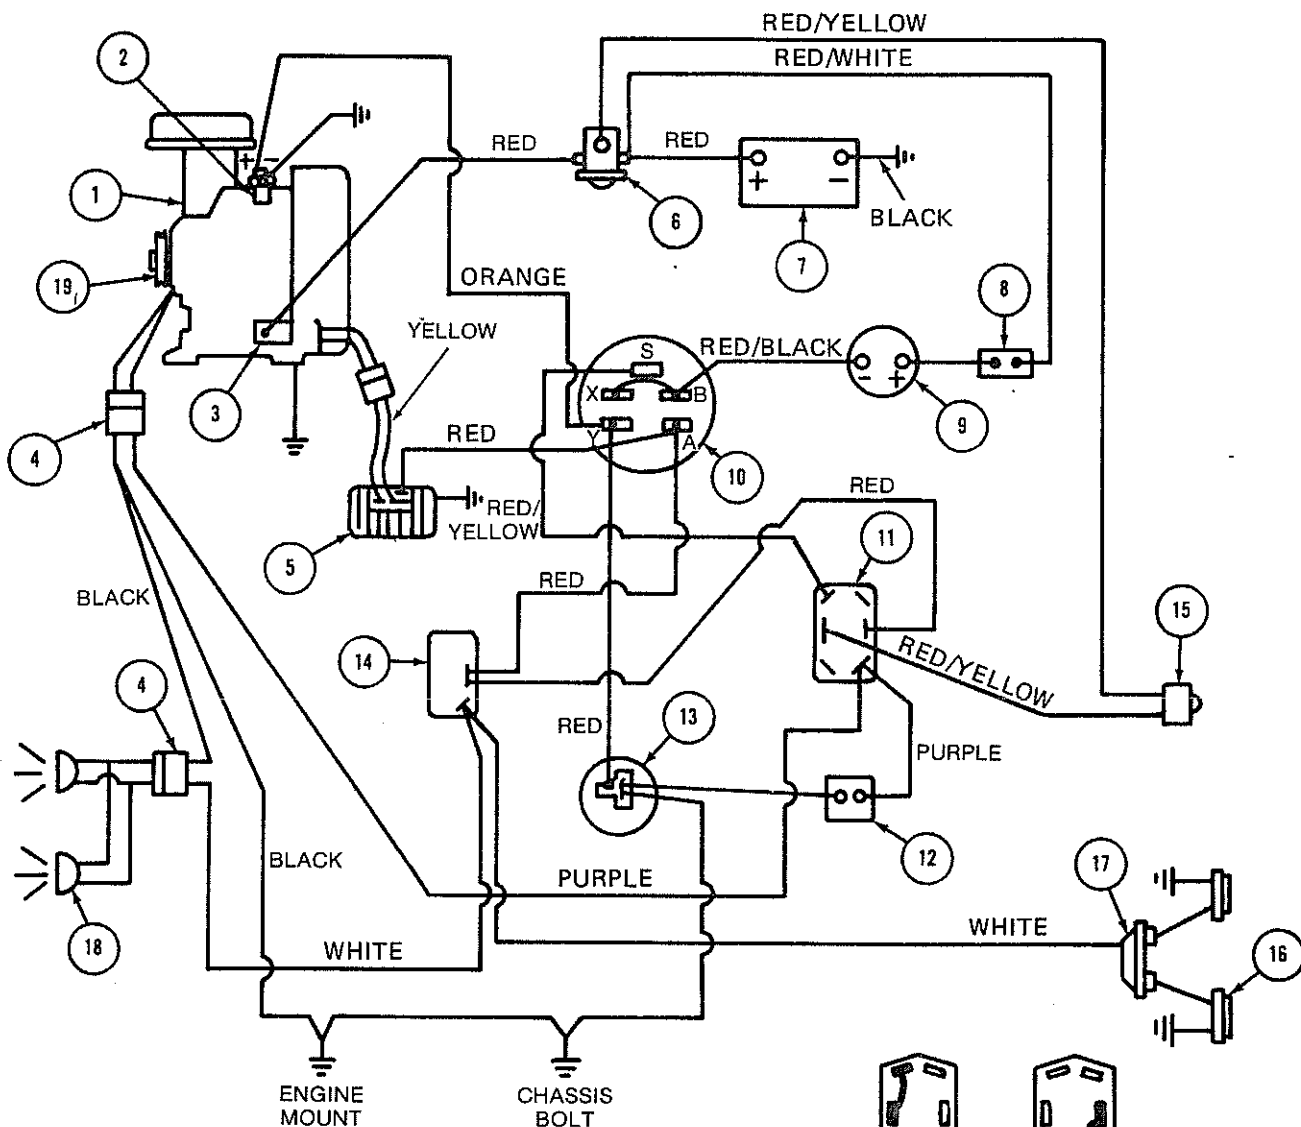 RED/YELLOW
RED/WHITE
2
+ −
RED
RED
1
+ −
6
BLACK
7
19
ORANGE
8
YELLOW
S
RED/BLACK
X
B
− +
3
9
4
RED
Y
A
10
RED
RED/
YELLOW
11
5
RED
BLACK
15
14
RED/YELLOW
4
13
RED
PURPLE
BLACK
12
17
PURPLE
18
WHITE
WHITE
16
ENGINE
MOUNT
CHASSIS
BOLT